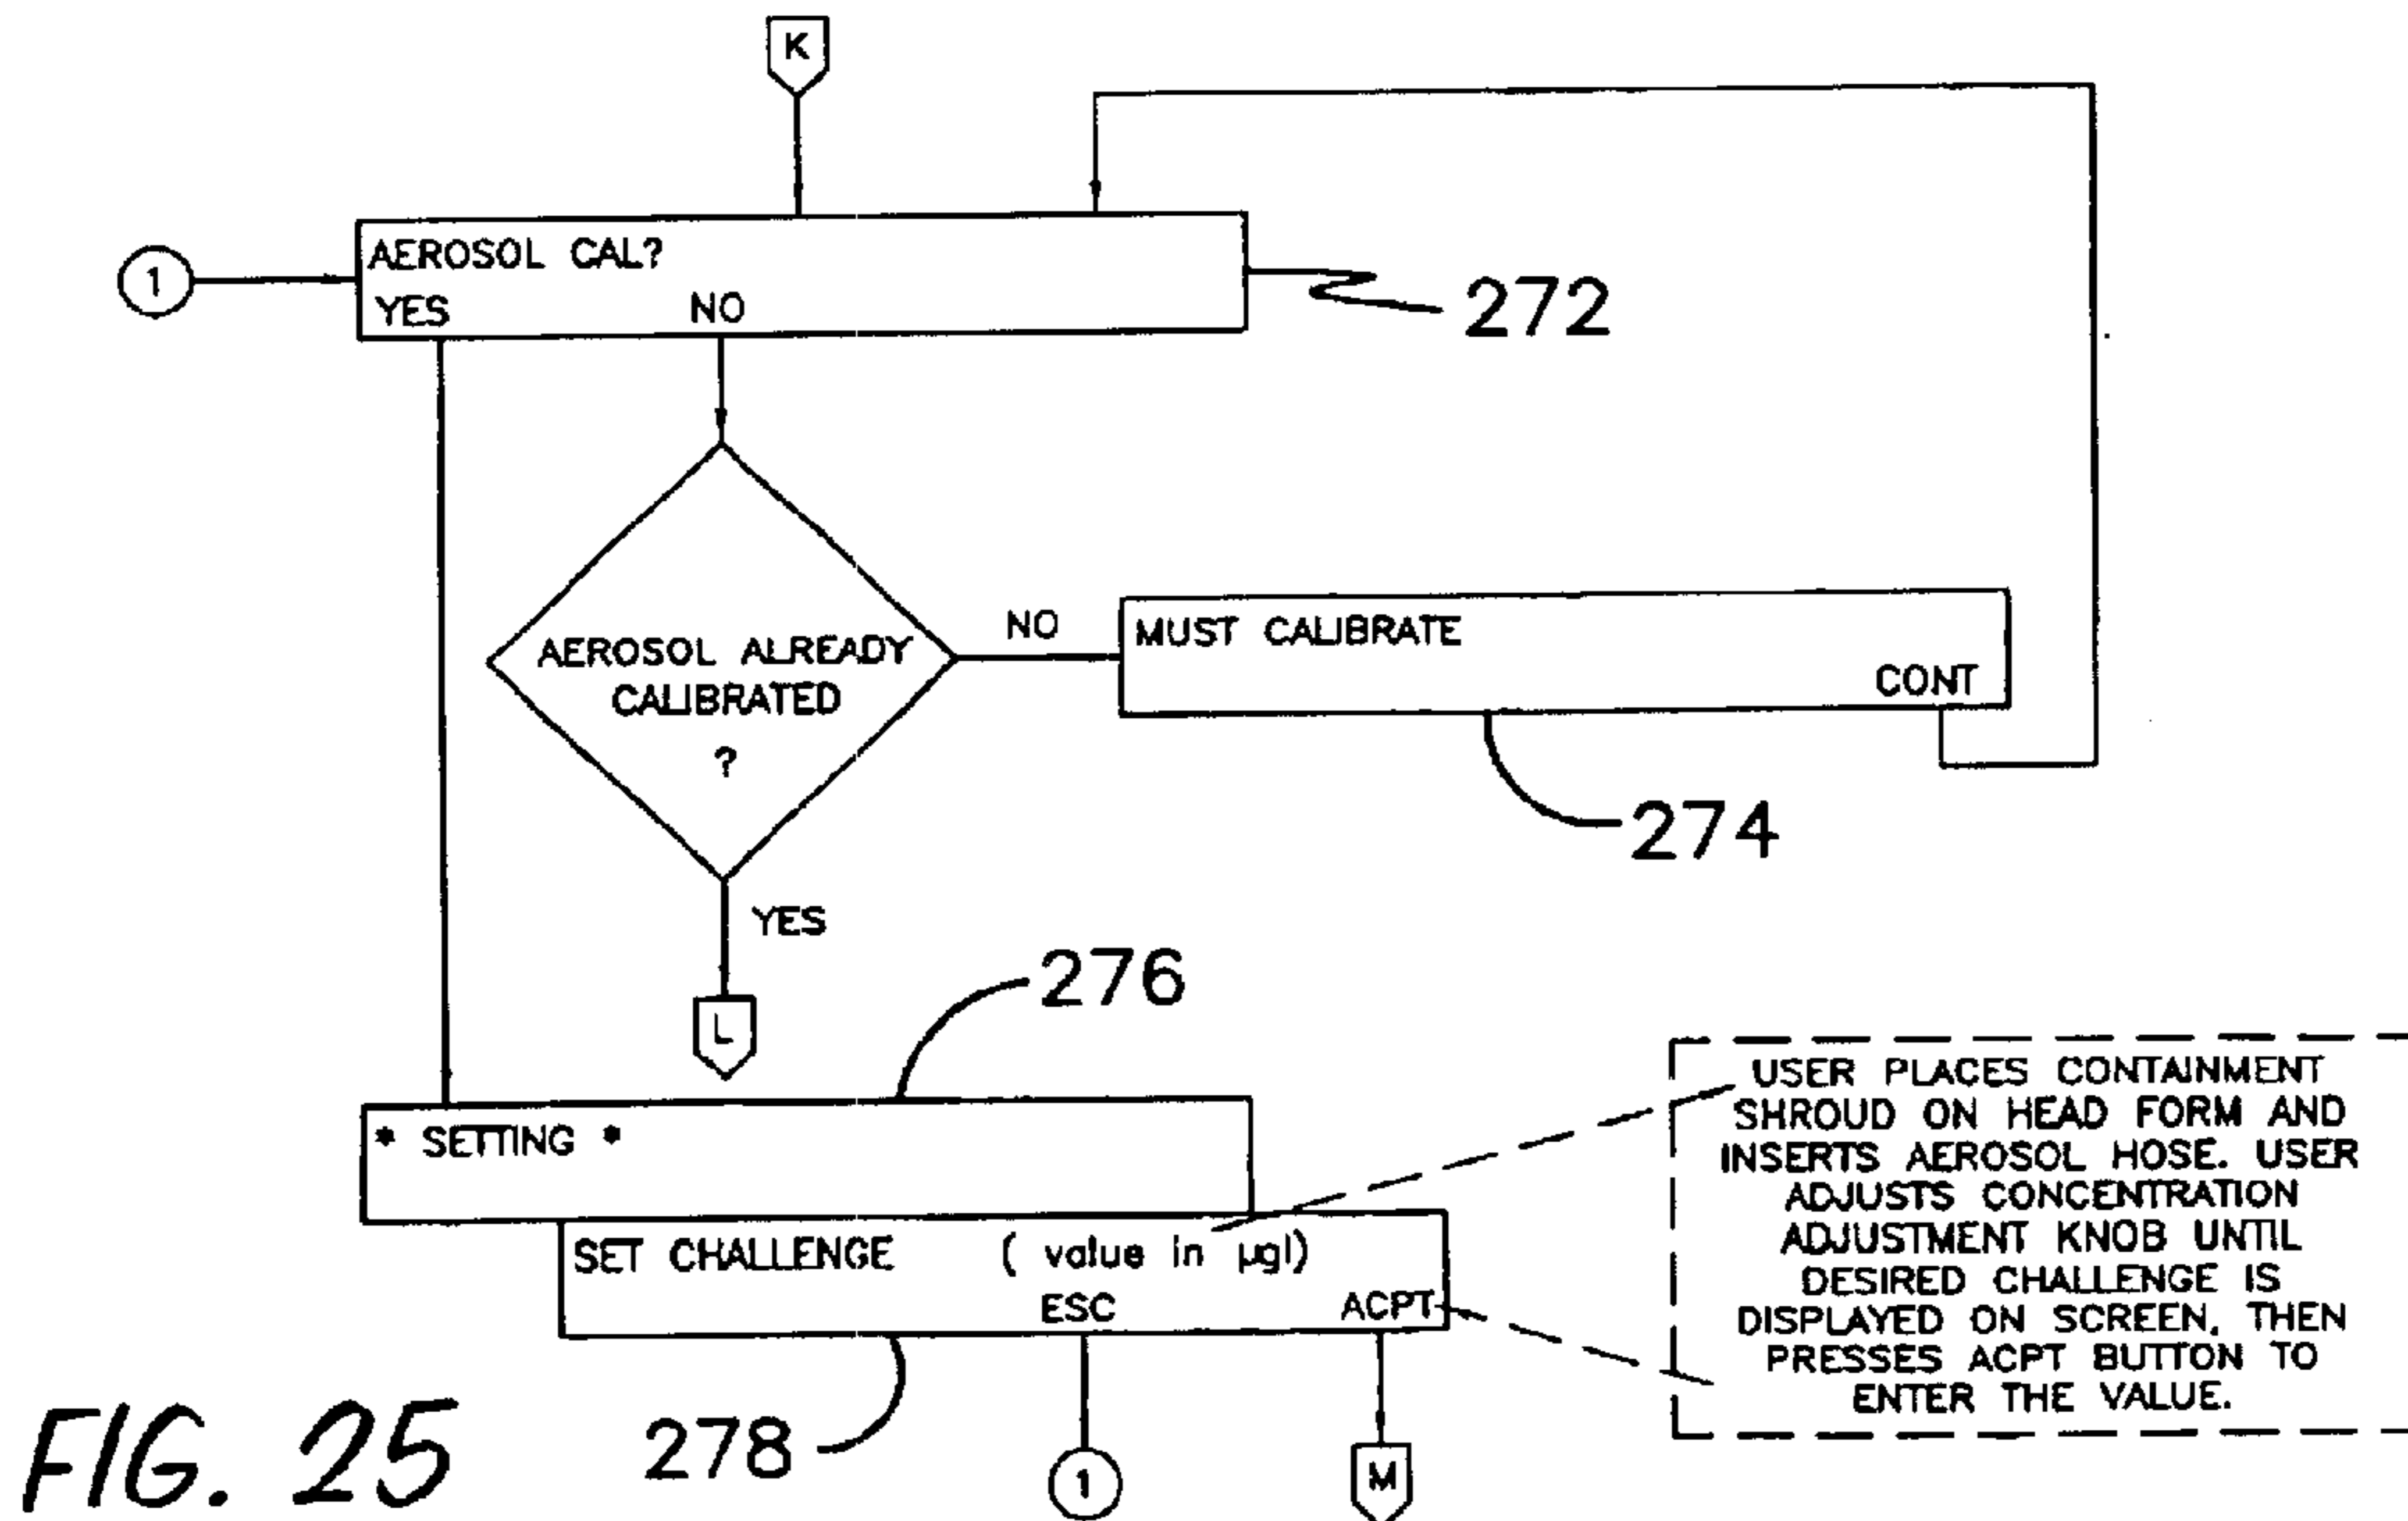 K
AEROSOL CAL?
1
YES NO
272
NO
MUST CALIBRATE
CONT
AEROSOL ALREADY
CALIBRATED
?
274
YES
276
L
* SETTING *
SET CHALLENGE ( value in µgl)
ESC ACPT
USER PLACES CONTAINMENT
SHROUD ON HEAD FORM AND
INSERTS AEROSOL HOSE. USER
ADJUSTS CONCENTRATION
ADJUSTMENT KNOB UNTIL
DESIRED CHALLENGE IS
DISPLAYED ON SCREEN, THEN
PRESSES ACPT BUTTON TO
ENTER THE VALUE.
278
1
M
FIG. 25